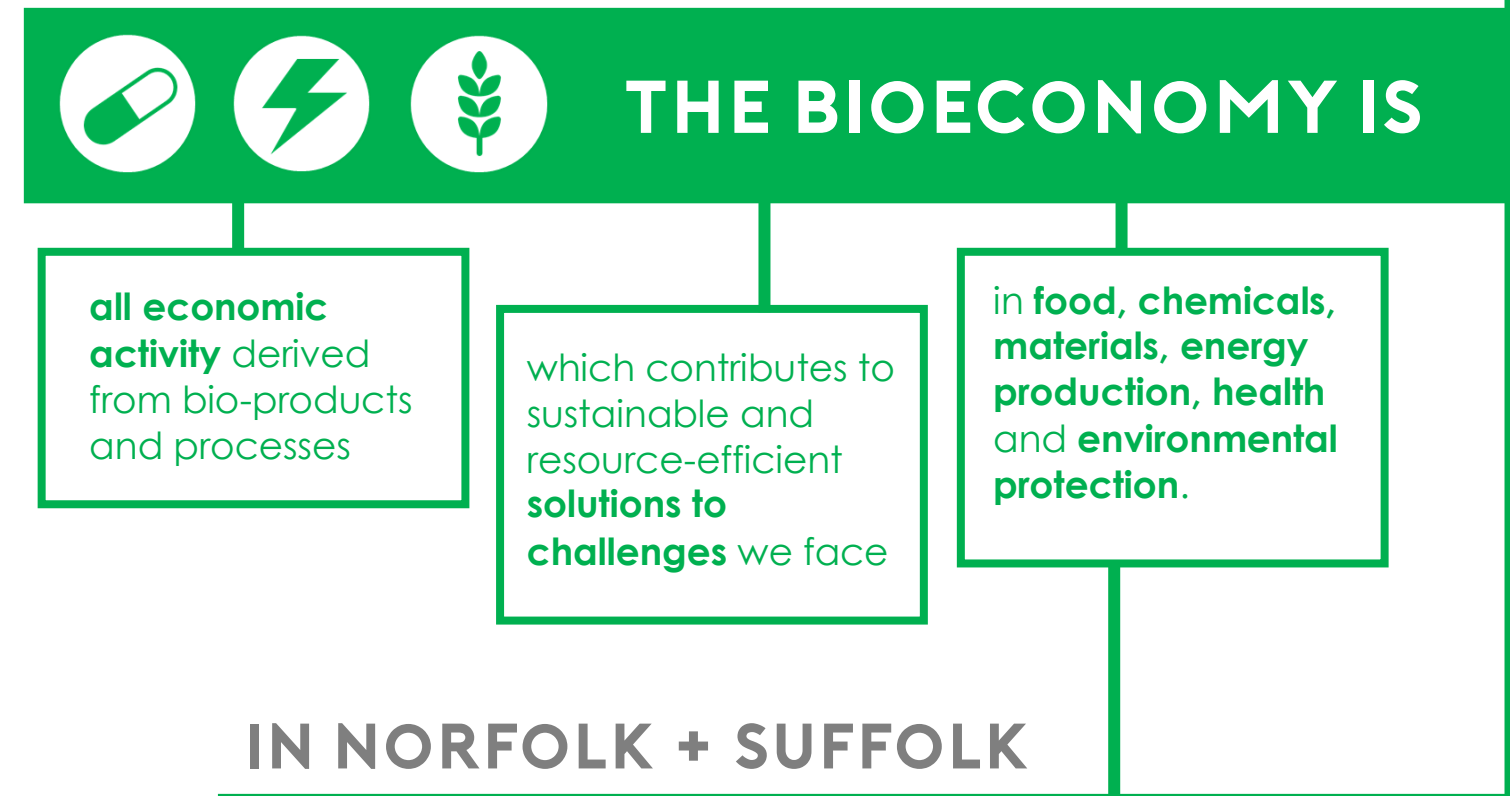 THE BIOECONOMY IS
all economic
activity derived
from bio-products
and processes
which contributes to
sustainable and
resource-efficient
solutions to
challenges we face
in food, chemicals,
materials, energy
production, health
and environmental
protection.
IN NORFOLK + SUFFOLK